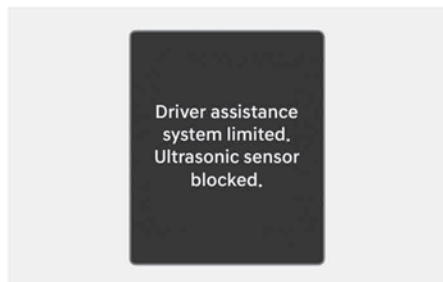 Driver assistance
system limited.
Ultrasonic sensor
blocked.